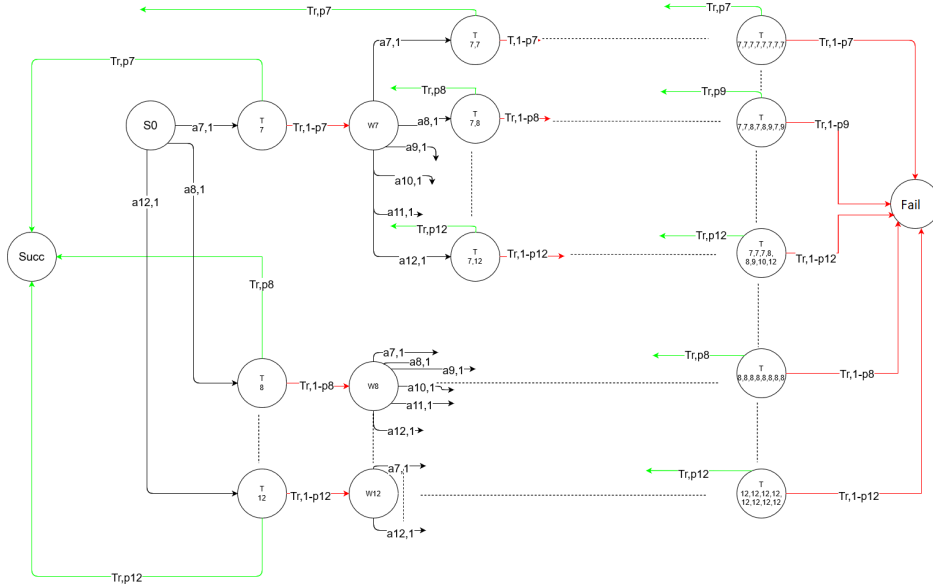 Tr,p7
Tr,p7
T
7,7
a7,1
T,1-p7
T
7,7,7,7,7,7,7,7
Tr,1-p7
Tr,p7
Tr,p8
Tr,p9
S0
a7,1
T
7
Tr,1-p7
W7
a8,1
T
7,8
Tr,1-p8
T
7,7,8,7,8,9,7,9
Tr,1-p9
a9,1
a10,1
a8,1
a12,1
a11,1
Fail
Tr,p12
Tr,p12
Succ
a12,1
T
7,12
Tr,1-p12
T
7,7,7,8,
8,9,10,12
Tr,1-p12
Tr,p8
a7,1
a8,1
a9,1
Tr,p8
T
8
Tr,1-p8
W8
a10,1
a11,1
T
8,8,8,8,8,8,8,8
Tr,1-p8
a12,1
a7,1
Tr,p12
T
12
Tr,1-p12
W12
T
12,12,12,12,
12,12,12,12
Tr,1-p12
a12,1
Tr,p12